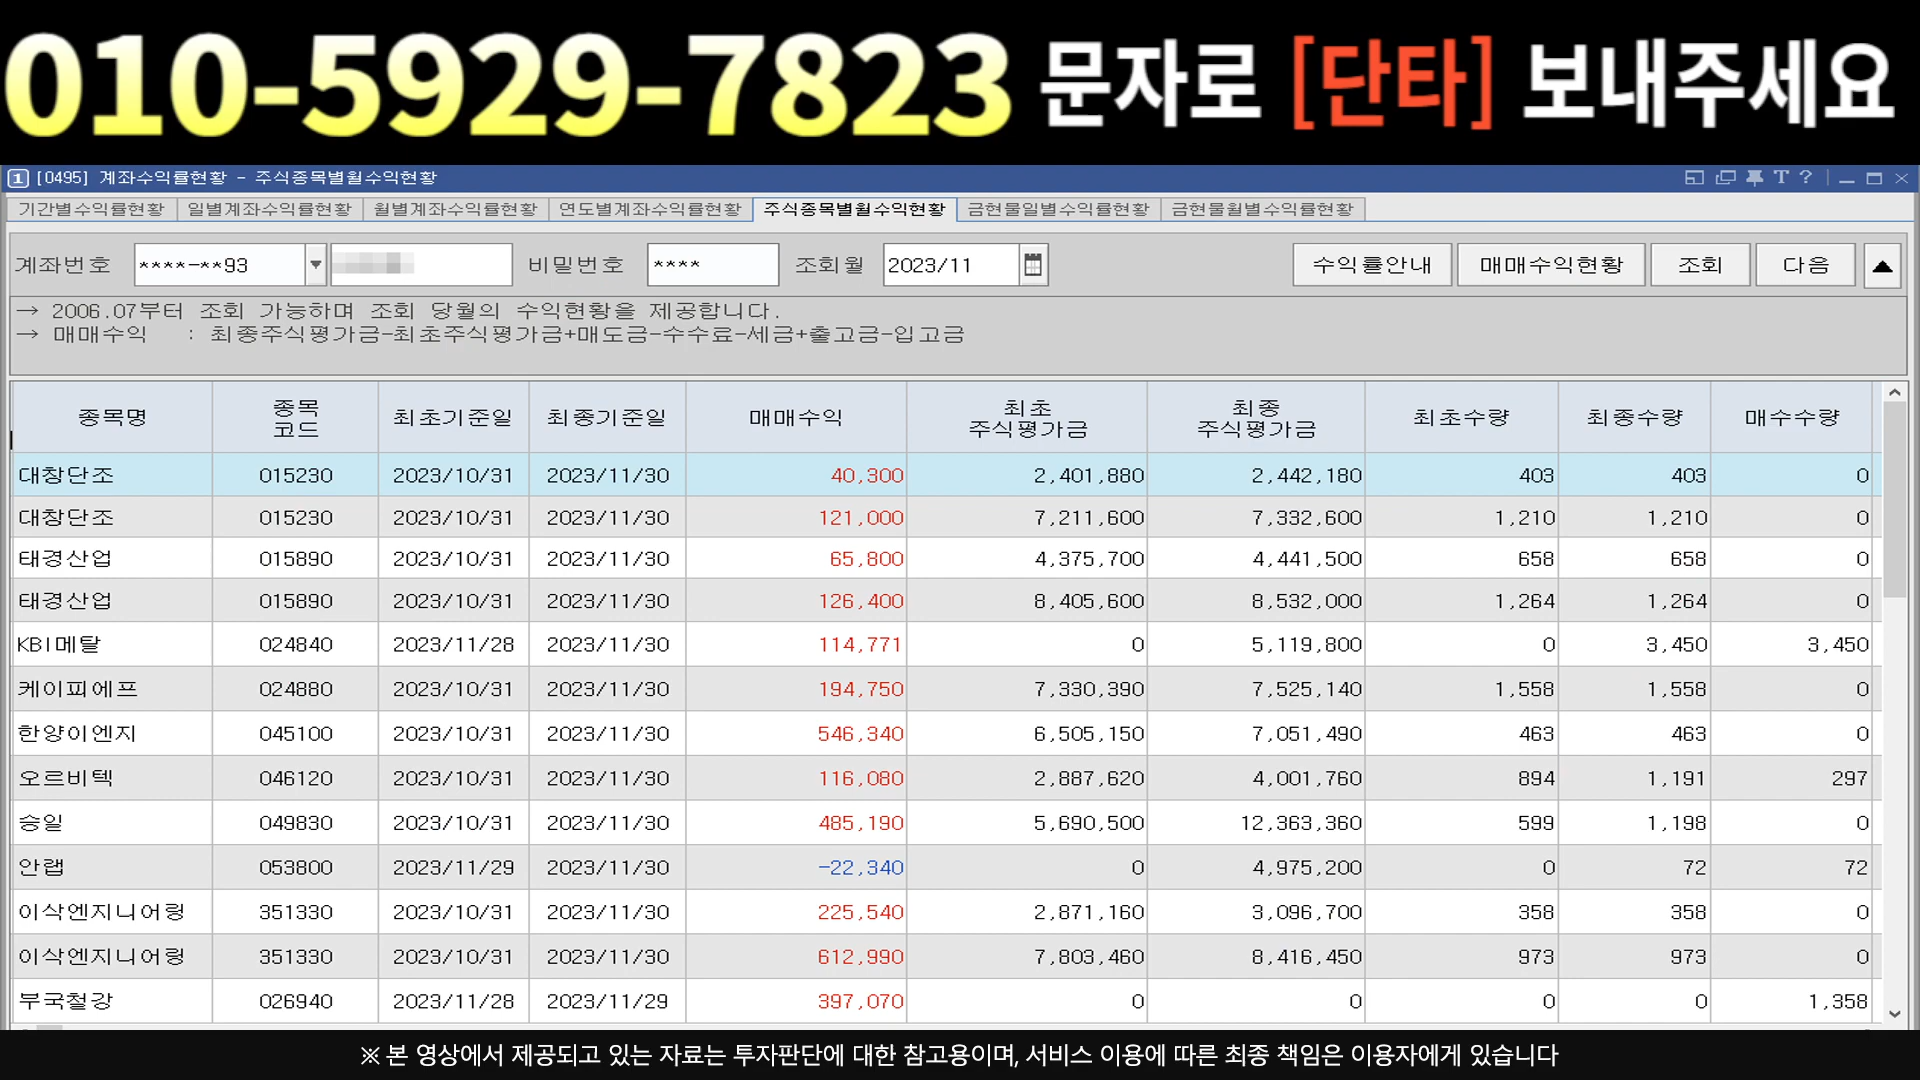 010-5929-7823 문자로 [단타] 보내주세요
1 [0495] 계좌수익률현황 - 주식종목별월수익현황
기간별수익률현황 일별계좌수익률현황 월별계좌수익률현황 연도별계좌수익률현황 주식종목별월수익현황 금현물일별수익률현황 금현물월별수익률현황
계좌번호 ****-**93 비밀번호 **** 조회월 2023/11 수익률안내 매매수익현황 조회 다음
→ 2006.07부터 조회 가능하며 조회 당월의 수익현황을 제공합니다.
→ 매매수익 : 최종주식평가금-최초주식평가금+매도금-수수료-세금+출고금-입고금
종목명 종목코드 최초기준일 최종기준일 매매수익 최초주식평가금 최종주식평가금 최초수량 최종수량 매수수량
대창단조 015230 2023/10/31 2023/11/30 40,300 2,401,880 2,442,180 403 403 0
대창단조 015230 2023/10/31 2023/11/30 121,000 7,211,600 7,332,600 1,210 1,210 0
태경산업 015890 2023/10/31 2023/11/30 65,800 4,375,700 4,441,500 658 658 0
태경산업 015890 2023/10/31 2023/11/30 126,400 8,405,600 8,532,000 1,264 1,264 0
KBI메탈 024840 2023/11/28 2023/11/30 114,771 0 5,119,800 0 3,450 3,450
케이피에프 024880 2023/10/31 2023/11/30 194,750 7,330,390 7,525,140 1,558 1,558 0
한양이엔지 045100 2023/10/31 2023/11/30 546,340 6,505,150 7,051,490 463 463 0
오르비텍 046120 2023/10/31 2023/11/30 116,080 2,887,620 4,001,760 894 1,191 297
승일 049830 2023/10/31 2023/11/30 485,190 5,690,500 12,363,360 599 1,198 0
안랩 053800 2023/11/29 2023/11/30 -22,340 0 4,975,200 0 72 72
이삭엔지니어링 351330 2023/10/31 2023/11/30 225,540 2,871,160 3,096,700 358 358 0
이삭엔지니어링 351330 2023/10/31 2023/11/30 612,990 7,803,460 8,416,450 973 973 0
부국철강 026940 2023/11/28 2023/11/29 397,070 0 0 0 0 1,358
※ 본 영상에서 제공되고 있는 자료는 투자판단에 대한 참고용이며, 서비스 이용에 따른 최종 책임은 이용자에게 있습니다